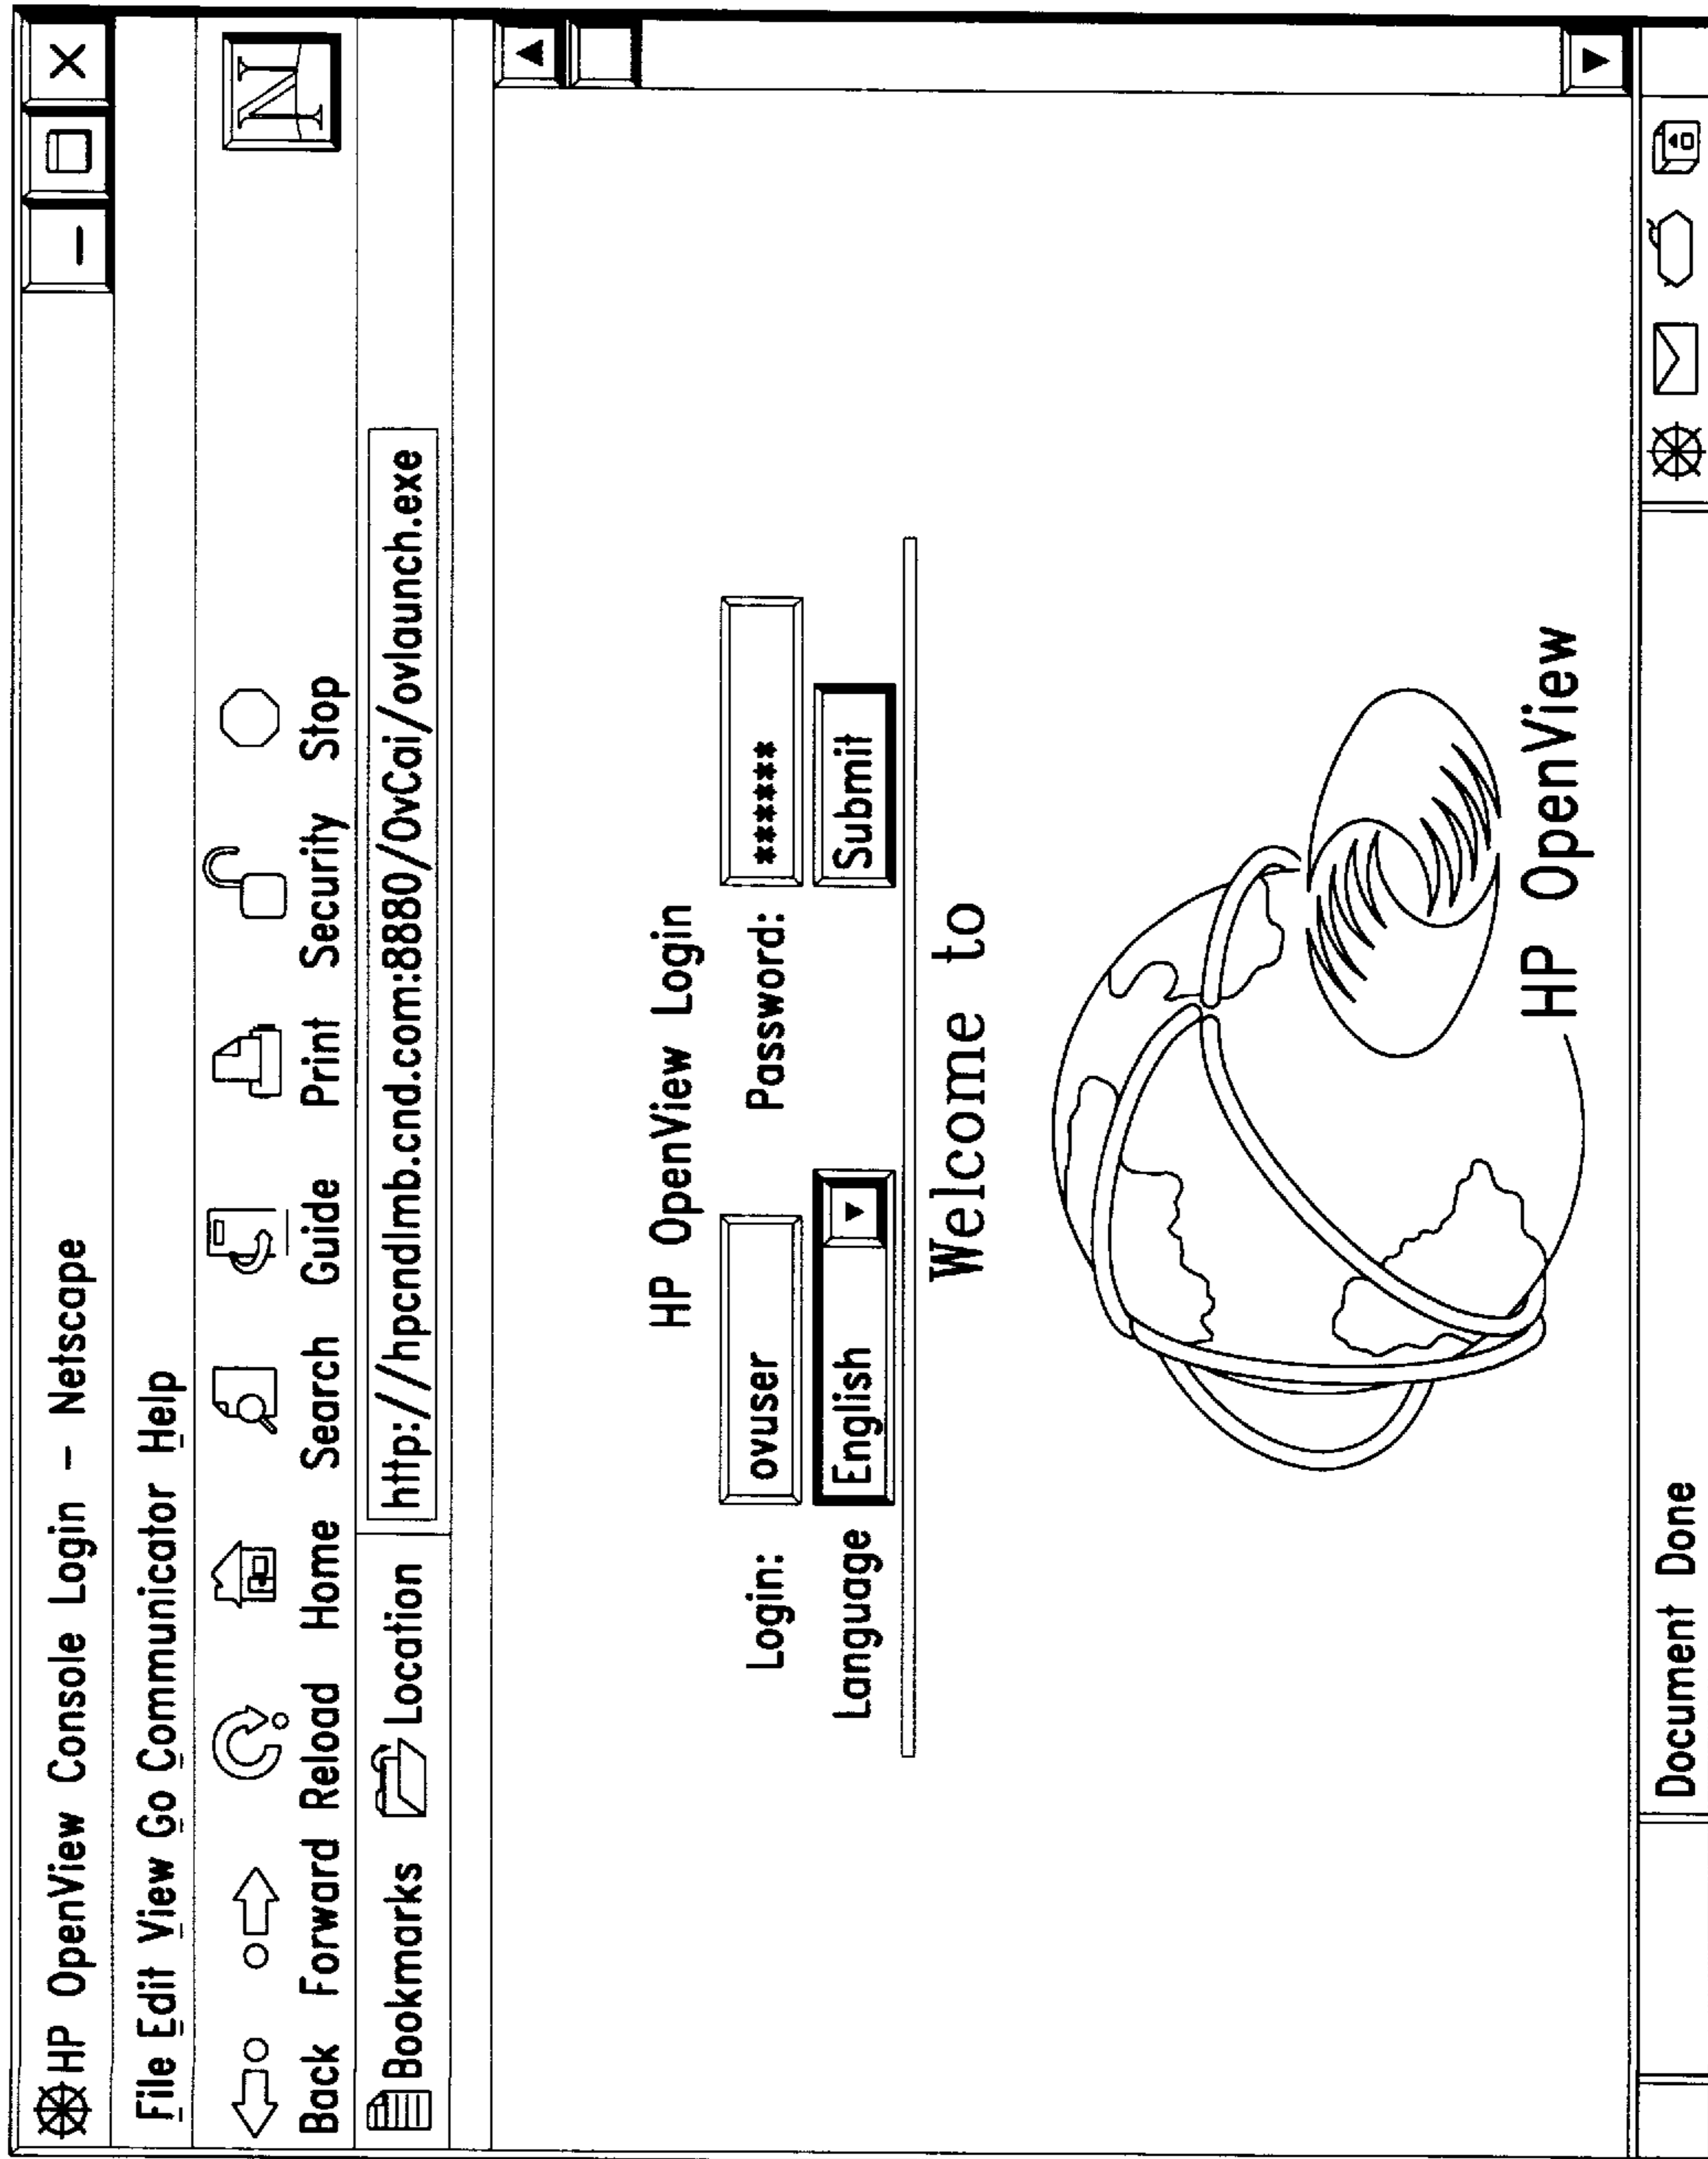 HP OpenView Console Login – Netscape
File Edit View Go Communicator Help
N
Back Forward Reload Home Search Guide Print Security Stop
Bookmarks Location http://hpcndlmb.cnd.com:8880/OvCai/ovlaunch.exe
HP OpenView Login
Login: ovuser Password: ******
Language English Submit
Welcome to
HP OpenView
Document Done